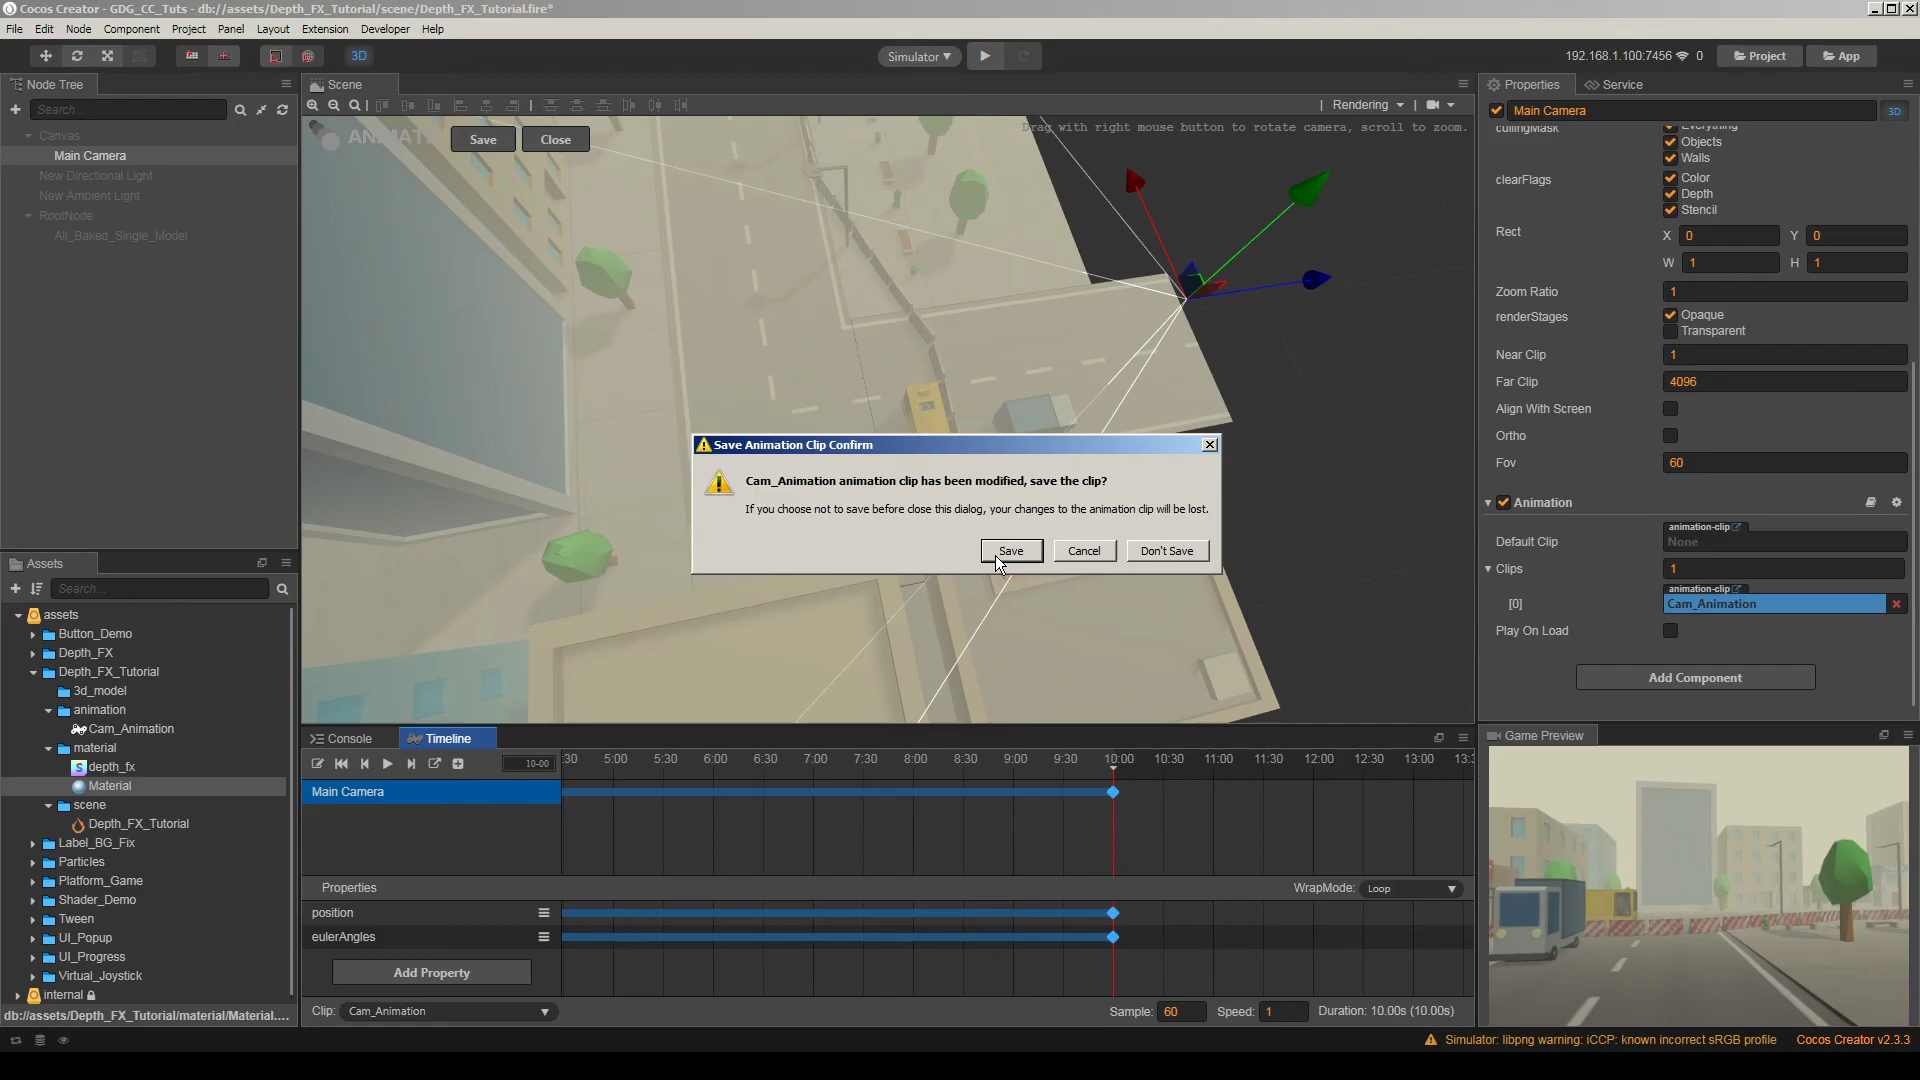 Cocos Creator - GDG_CC_Tuts - db://assets/Depth_FX_Tutorial/scene/Depth_FX_Tutorial.fire*
File Edit Node Component Project Panel Layout Extension Developer Help
3D
Simulator
192.168.1.100:7456 0
Project
App
Node Tree
Search...
Canvas
Main Camera
New Directional Light
New Ambient Light
RootNode
All_Baked_Single_Model
Scene
Rendering
Drag with right mouse button to rotate camera, scroll to zoom.
Save
Close
Save Animation Clip Confirm
Cam_Animation animation clip has been modified, save the clip?
If you choose not to save before close this dialog, your changes to the animation clip will be lost.
Save
Cancel
Don't Save
Properties
Service
Main Camera
3D
cullingMask
Everything
Objects
Walls
clearFlags
Color
Depth
Stencil
Rect X 0 Y 0
W 1 H 1
Zoom Ratio 1
renderStages
Opaque
Transparent
Near Clip 1
Far Clip 4096
Align With Screen
Ortho
Fov 60
Animation
animation-clip
Default Clip None
Clips 1
animation-clip
[0] Cam_Animation
Play On Load
Add Component
Assets
Search...
assets
Button_Demo
Depth_FX
Depth_FX_Tutorial
3d_model
animation
Cam_Animation
material
depth_fx
Material
scene
Depth_FX_Tutorial
Label_BG_Fix
Particles
Platform_Game
Shader_Demo
Tween
UI_Popup
UI_Progress
Virtual_Joystick
internal
db://assets/Depth_FX_Tutorial/material/Material....
Console
Timeline
10-00
:30 5:00 5:30 6:00 6:30 7:00 7:30 8:00 8:30 9:00 9:30 10:00 10:30 11:00 11:30 12:00 12:30 13:00 13:
Main Camera
Properties
WrapMode: Loop
position
eulerAngles
Add Property
Clip: Cam_Animation
Sample: 60 Speed: 1 Duration: 10.00s (10.00s)
Game Preview
Simulator: libpng warning: iCCP: known incorrect sRGB profile
Cocos Creator v2.3.3